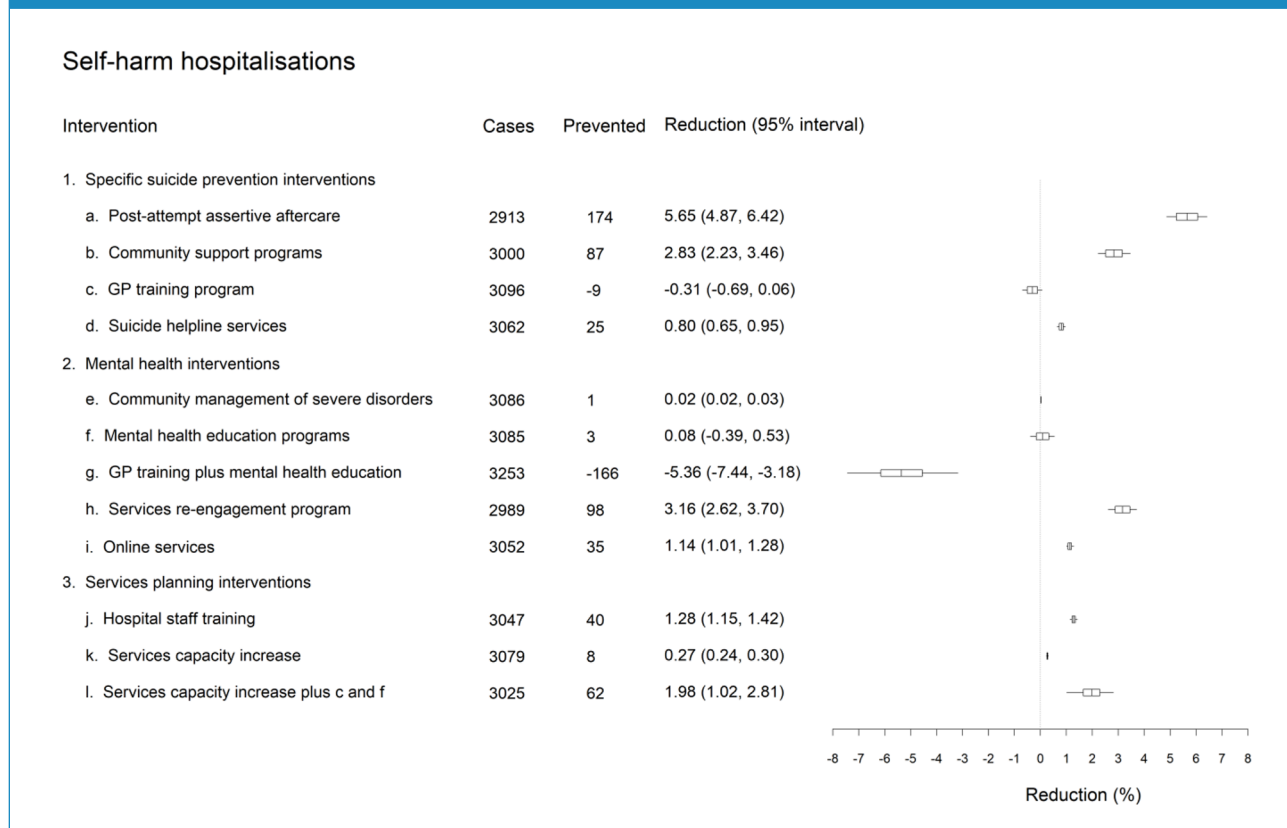 Self-harm hospitalisations
Intervention Cases Prevented Reduction (95% interval)
1. Specific suicide prevention interventions
a. Post-attempt assertive aftercare 2913 174 5.65 (4.87, 6.42)
b. Community support programs 3000 87 2.83 (2.23, 3.46)
c. GP training program 3096 -9 -0.31 (-0.69, 0.06)
d. Suicide helpline services 3062 25 0.80 (0.65, 0.95)
2. Mental health interventions
e. Community management of severe disorders 3086 1 0.02 (0.02, 0.03)
f. Mental health education programs 3085 3 0.08 (-0.39, 0.53)
g. GP training plus mental health education 3253 -166 -5.36 (-7.44, -3.18)
h. Services re-engagement program 2989 98 3.16 (2.62, 3.70)
i. Online services 3052 35 1.14 (1.01, 1.28)
3. Services planning interventions
j. Hospital staff training 3047 40 1.28 (1.15, 1.42)
k. Services capacity increase 3079 8 0.27 (0.24, 0.30)
l. Services capacity increase plus c and f 3025 62 1.98 (1.02, 2.81)
-8 -7 -6 -5 -4 -3 -2 -1 0 1 2 3 4 5 6 7 8
Reduction (%)